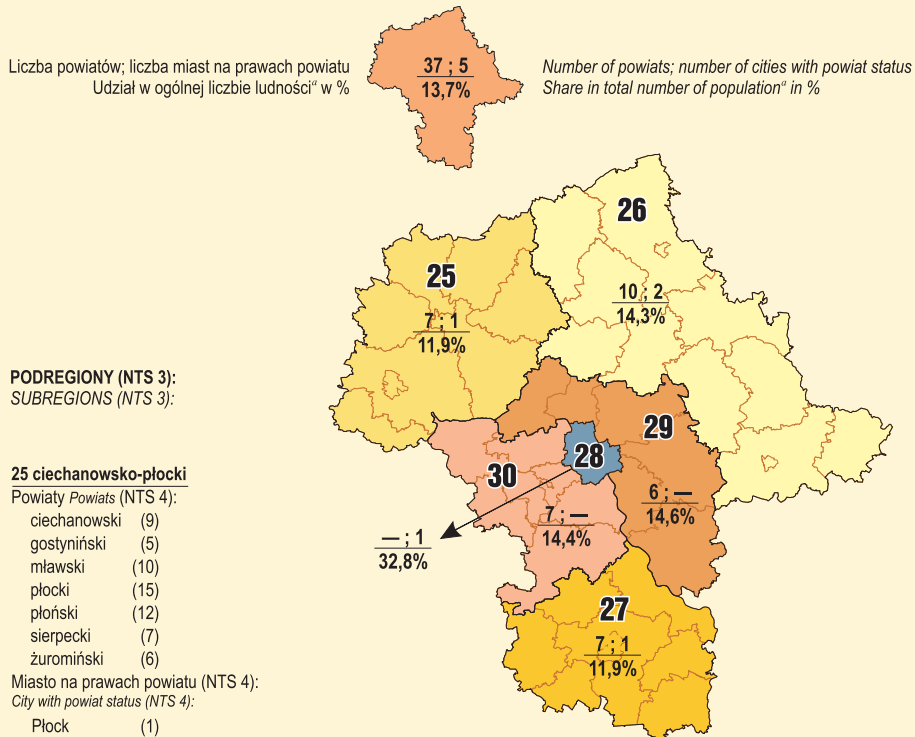 Liczba powiatów; liczba miast na prawach powiatu
Udział w ogólnej liczbie ludnościª w %
37 ; 5
13,7%
Number of powiats; number of cities with powiat status
Share in total number of populationª in %
26
10 ; 2
14,3%
25
7 ; 1
11,9%
PODREGIONY (NTS 3):
SUBREGIONS (NTS 3):
29
6 ; —
14,6%
28
— ; 1
32,8%
30
7 ; —
14,4%
27
7 ; 1
11,9%
25 ciechanowsko-płocki
Powiaty Powiats (NTS 4):
ciechanowski (9)
gostyniński (5)
mławski (10)
płocki (15)
płoński (12)
sierpecki (7)
żuromiński (6)
Miasto na prawach powiatu (NTS 4):
City with powiat status (NTS 4):
Płock (1)